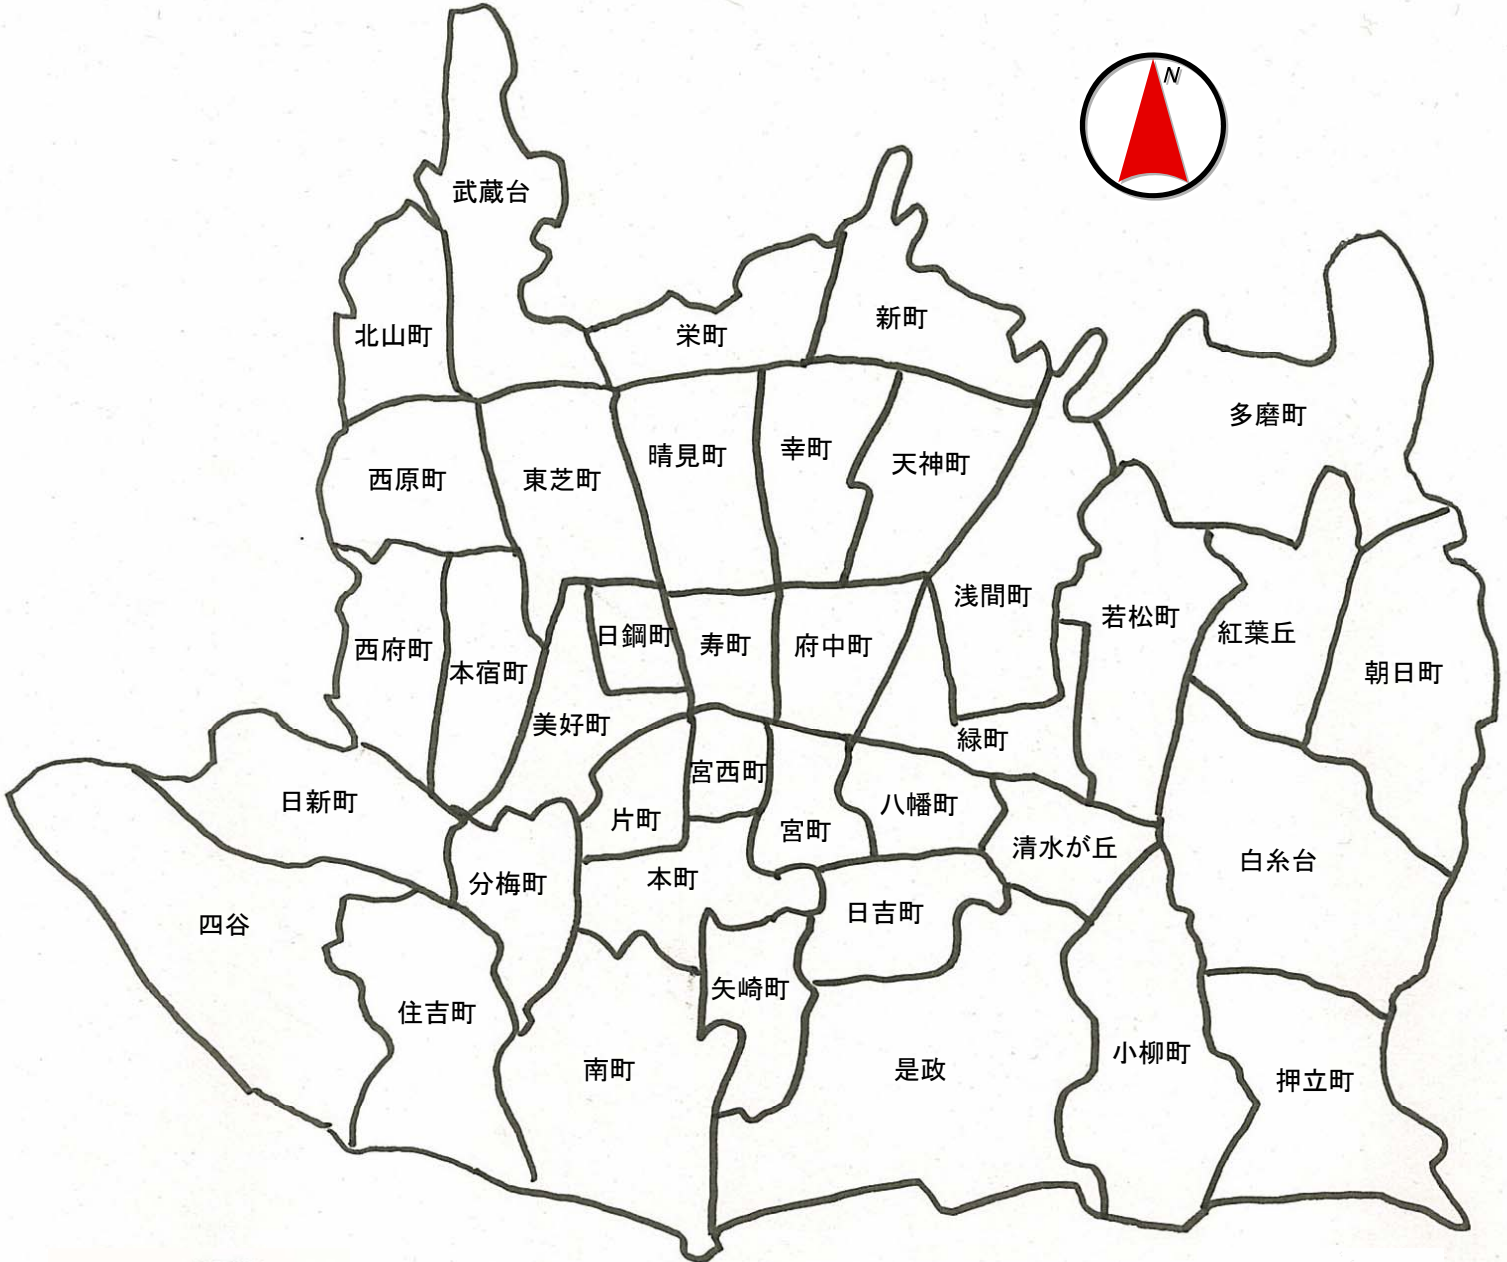 N
武蔵台
北山町
栄町
新町
多磨町
西原町
東芝町
晴見町
幸町
天神町
西府町
本宿町
日鋼町
寿町
府中町
浅間町
若松町
紅葉丘
朝日町
美好町
緑町
日新町
片町
宮西町
宮町
八幡町
清水が丘
白糸台
四谷
分梅町
本町
日吉町
住吉町
南町
矢崎町
是政
小柳町
押立町